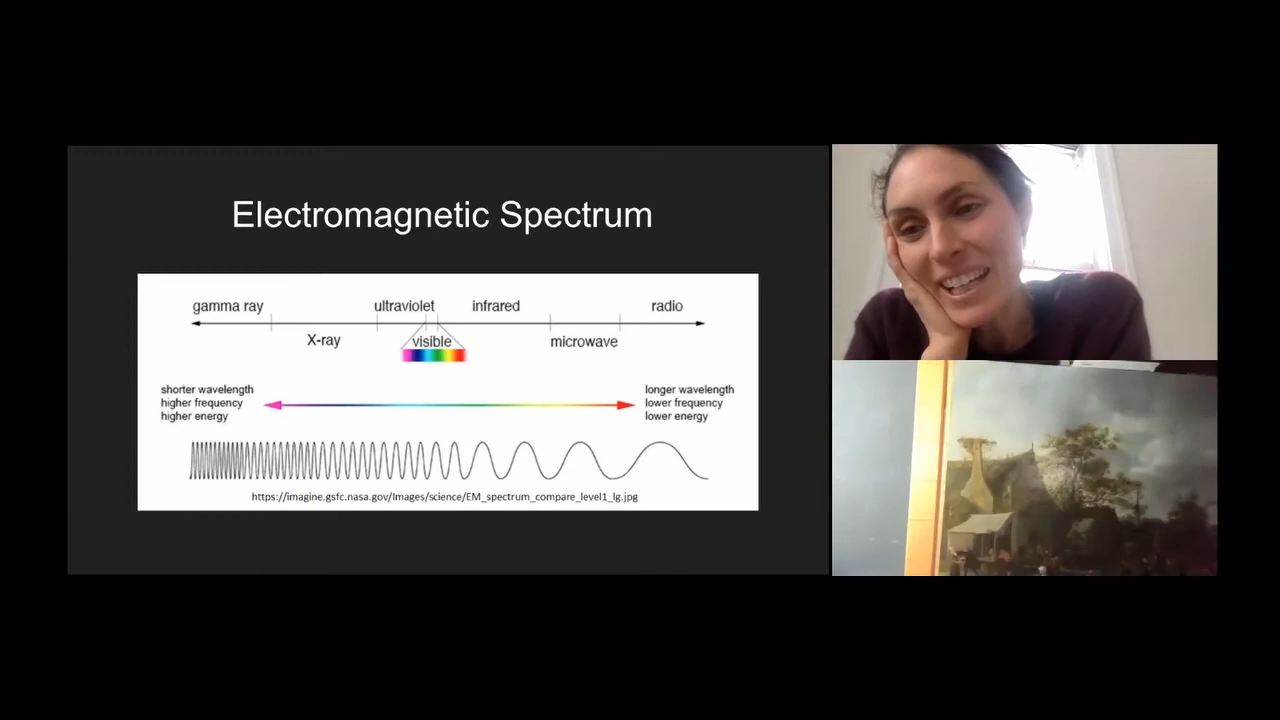 Electromagnetic Spectrum
gamma ray
ultraviolet
infrared
radio
X-ray
visible
microwave
shorter wavelength
higher frequency
higher energy
longer wavelength
lower frequency
lower energy
https://imagine.gsfc.nasa.gov/Images/science/EM_spectrum_compare_level1_lg.jpg